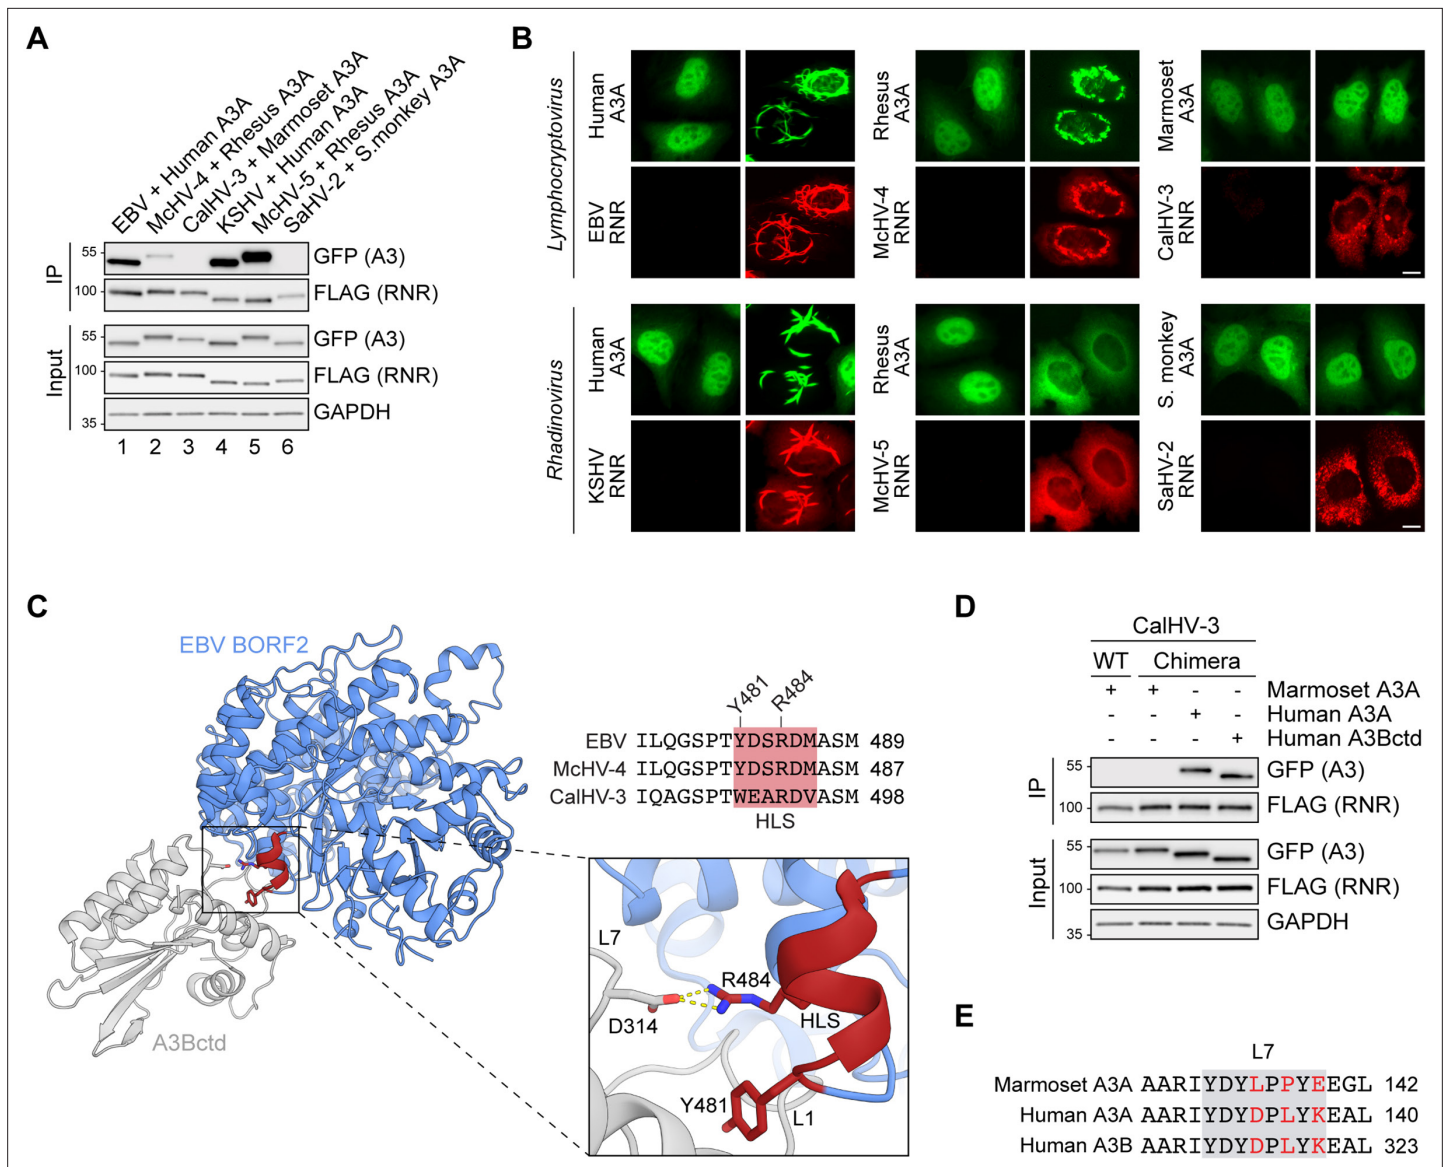 A
EBV + Human A3A
McHV-4 + Rhesus A3A
CalHV-3 + Marmoset A3A
KSHV + Human A3A
McHV-5 + Rhesus A3A
SaHV-2 + S.monkey A3A
IP
55
GFP (A3)
100
FLAG (RNR)
Input
55
GFP (A3)
100
FLAG (RNR)
35
GAPDH
1 2 3 4 5 6
B
Lymphocryptovirus
Human A3A
EBV RNR
Rhesus A3A
McHV-4 RNR
Marmoset A3A
CalHV-3 RNR
Rhadinovirus
Human A3A
KSHV RNR
Rhesus A3A
McHV-5 RNR
S. monkey A3A
SaHV-2 RNR
C
EBV BORF2
A3Bctd
Y481 R484
EBV ILQGSPTYDSRDMASM 489
McHV-4 ILQGSPTYDSRDMASM 487
CalHV-3 IQAGSPTWEARDVASM 498
HLS
L7
R484
D314
HLS
Y481
L1
D
CalHV-3
WT Chimera
+ + - - Marmoset A3A
- - + - Human A3A
- - - + Human A3Bctd
IP
55
GFP (A3)
100
FLAG (RNR)
Input
55
GFP (A3)
100
FLAG (RNR)
35
GAPDH
E
L7
Marmoset A3A AARIYDYLPPYEEGL 142
Human A3A AARIYDYDPLYKEAL 140
Human A3B AARIYDYDPLYKEAL 323